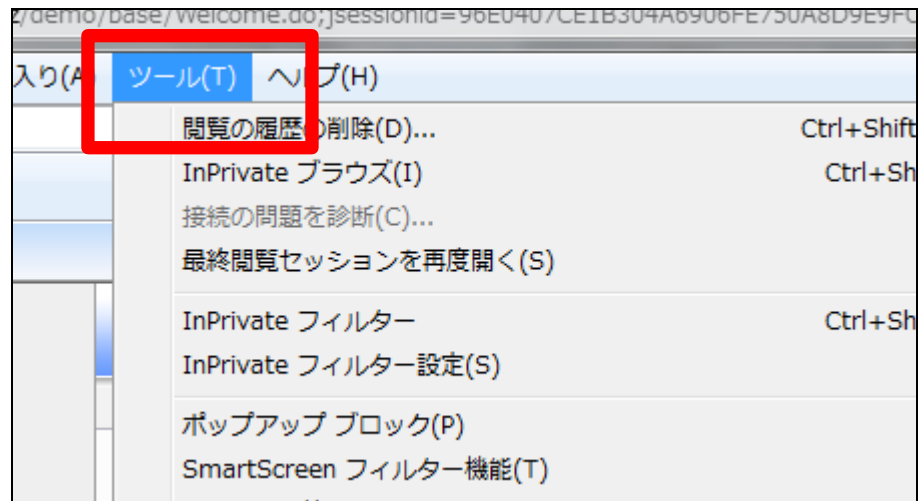 z/demo/base/Welcome.do;jsessionid=96E0407CE1B304A6906FE750A8D9E9FC
入り(A) ツール(T) ヘルプ(H)
閲覧の履歴の削除(D)... Ctrl+Shift
InPrivate ブラウズ(I) Ctrl+Sh
接続の問題を診断(C)...
最終閲覧セッションを再度開く(S)
InPrivate フィルター Ctrl+Sh
InPrivate フィルター設定(S)
ポップアップ ブロック(P)
SmartScreen フィルター機能(T)